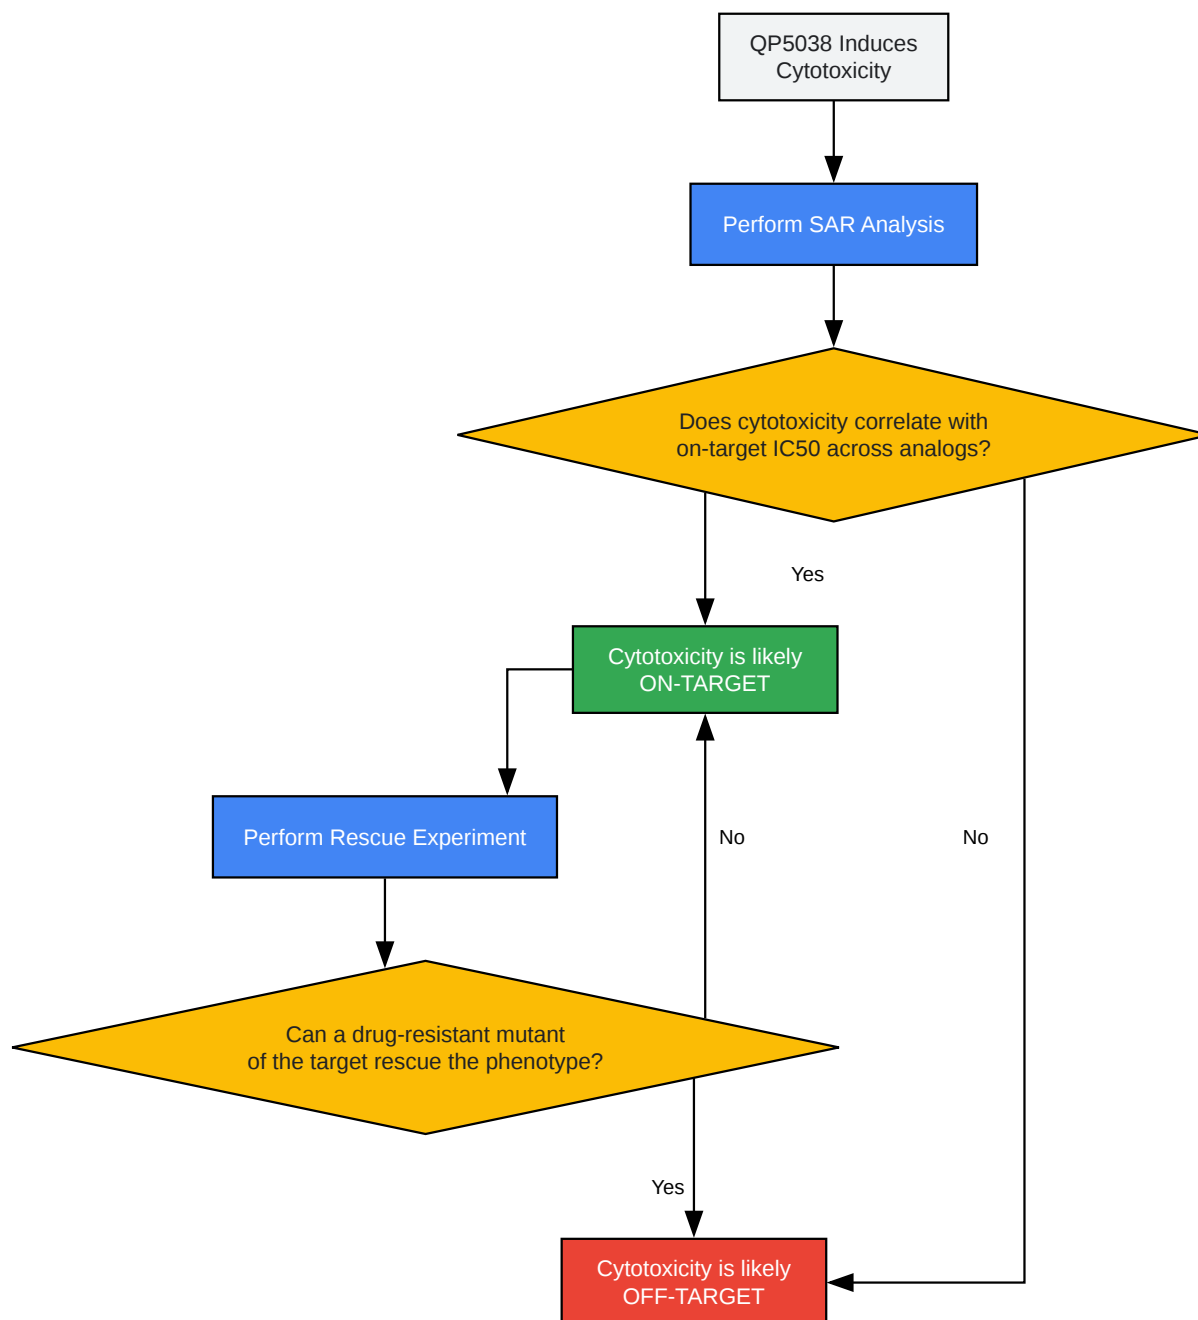 QP5038 Induces
Cytotoxicity
Perform SAR Analysis
Does cytotoxicity correlate with
on-target IC50 across analogs?
Yes
Cytotoxicity is likely
ON-TARGET
Perform Rescue Experiment
No
No
Can a drug-resistant mutant
of the target rescue the phenotype?
Yes
Cytotoxicity is likely
OFF-TARGET